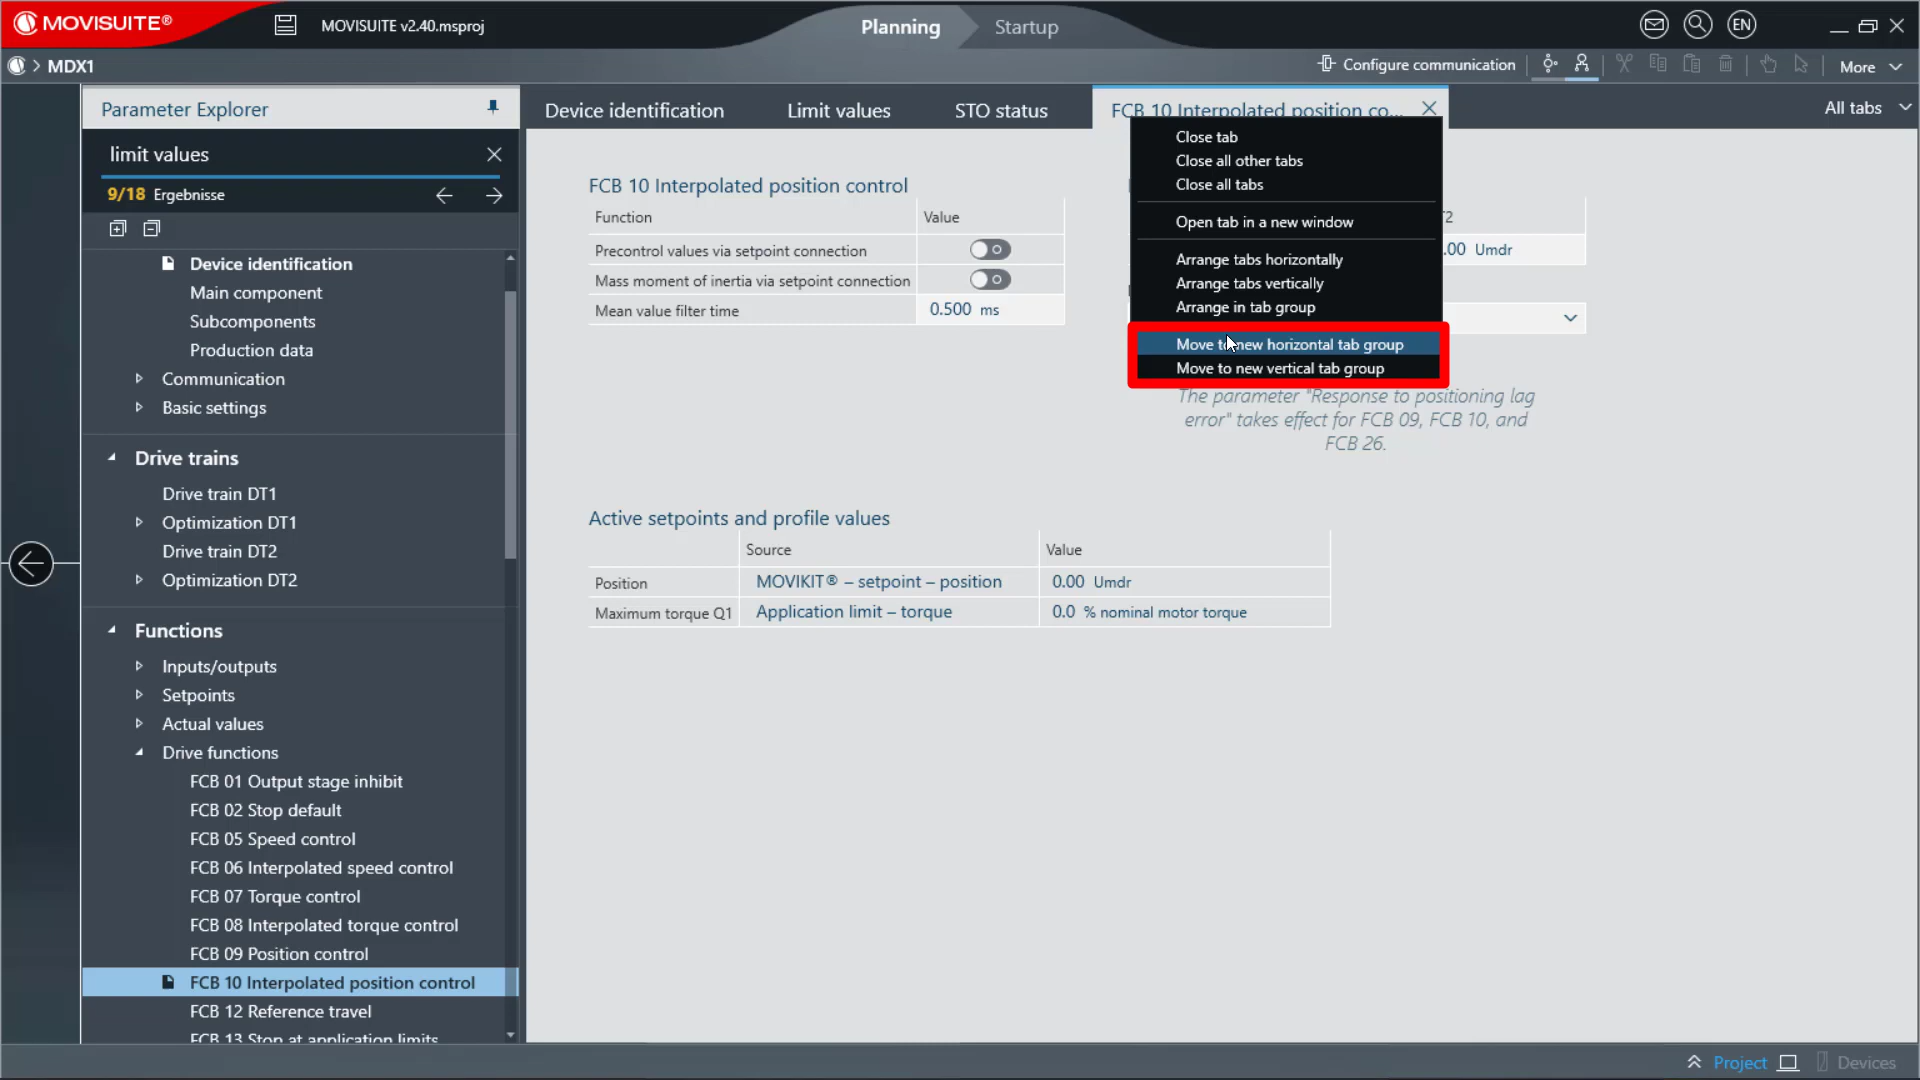 MOVISUITE®
MOVISUITE v2.40.msproj
Planning
Startup
EN
MDX1
Configure communication
More
Parameter Explorer
Device identification
Limit values
STO status
FCB 10 Interpolated position co...
All tabs
limit values
9/18 Ergebnisse
Device identification
Main component
Subcomponents
Production data
Communication
Basic settings
Drive trains
Drive train DT1
Optimization DT1
Drive train DT2
Optimization DT2
Functions
Inputs/outputs
Setpoints
Actual values
Drive functions
FCB 01 Output stage inhibit
FCB 02 Stop default
FCB 05 Speed control
FCB 06 Interpolated speed control
FCB 07 Torque control
FCB 08 Interpolated torque control
FCB 09 Position control
FCB 10 Interpolated position control
FCB 12 Reference travel
FCB 13 Stop at application limits
FCB 10 Interpolated position control
Function Value
Precontrol values via setpoint connection
Mass moment of inertia via setpoint connection
Mean value filter time 0.500 ms
Close tab
Close all other tabs
Close all tabs
Open tab in a new window
Arrange tabs horizontally
Arrange tabs vertically
Arrange in tab group
Move to new horizontal tab group
Move to new vertical tab group
.00 Umdr
The parameter "Response to positioning lag
error" takes effect for FCB 09, FCB 10, and
FCB 26.
Active setpoints and profile values
Source Value
Position MOVIKIT® – setpoint – position 0.00 Umdr
Maximum torque Q1 Application limit – torque 0.0 % nominal motor torque
Project
Devices